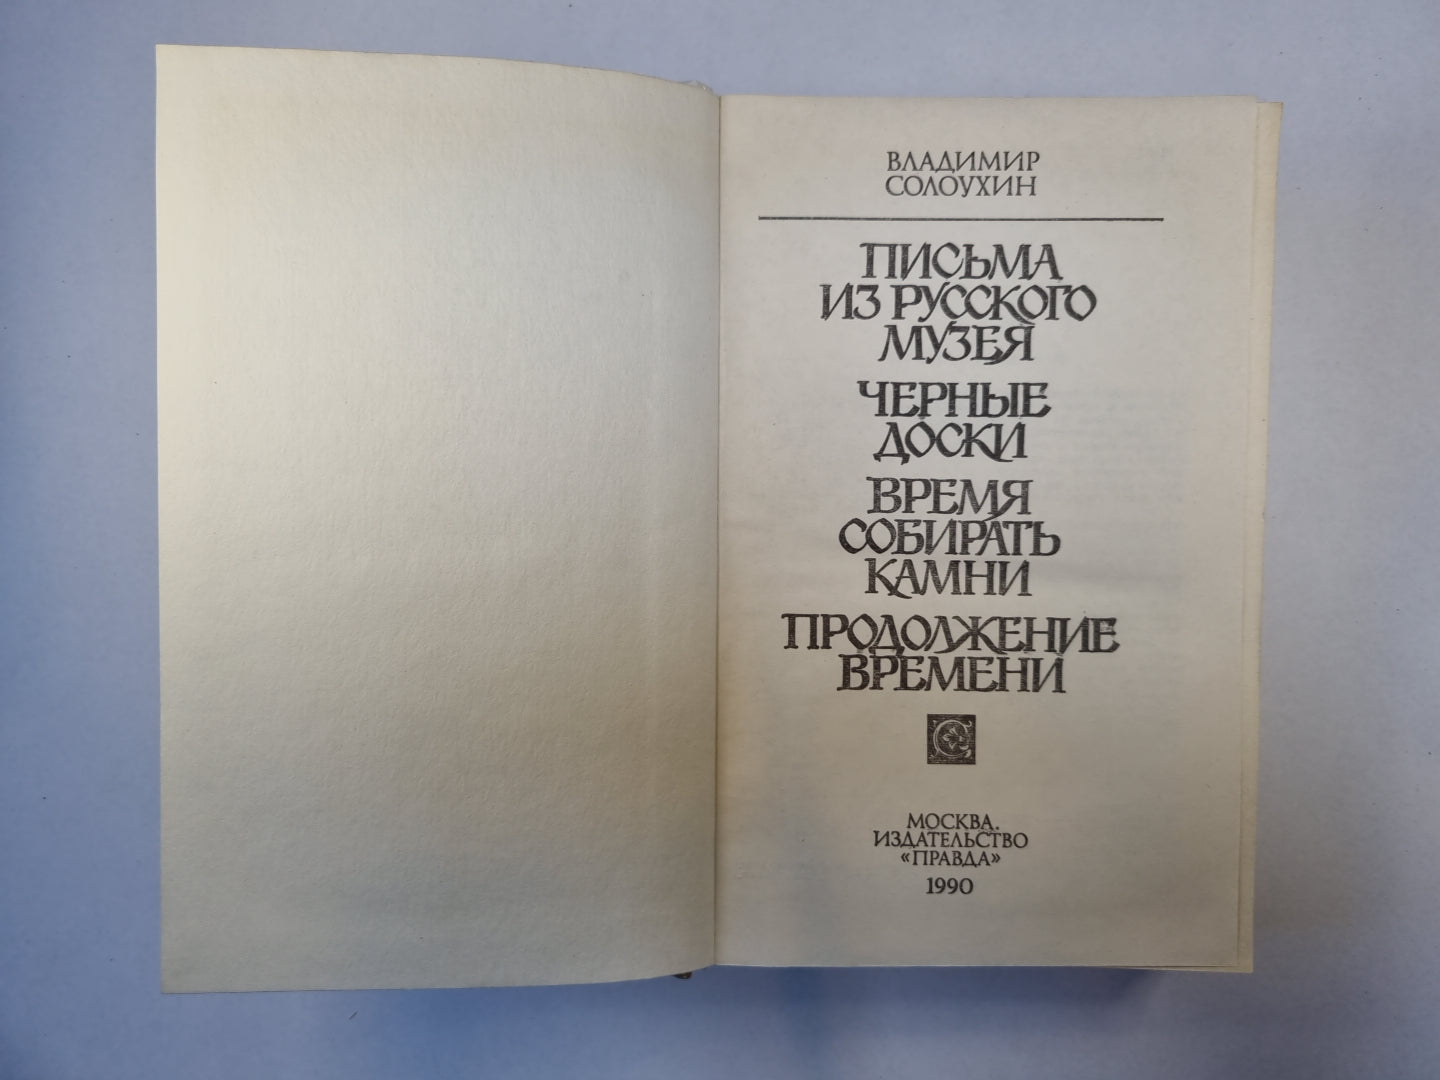 ВЛАДИМИР
СОЛОУХИН
ПИСЬМА
ИЗ РУССКОГО
МУЗЕЯ
ЧЕРНЫЕ
ДОСКИ
ВРЕМЯ
СОБИРАТЬ
КАМНИ
ПРОДОЛЖЕНИЕ
ВРЕМЕНИ
С
МОСКВА.
ИЗДАТЕЛЬСТВО
«ПРАВДА»
1990